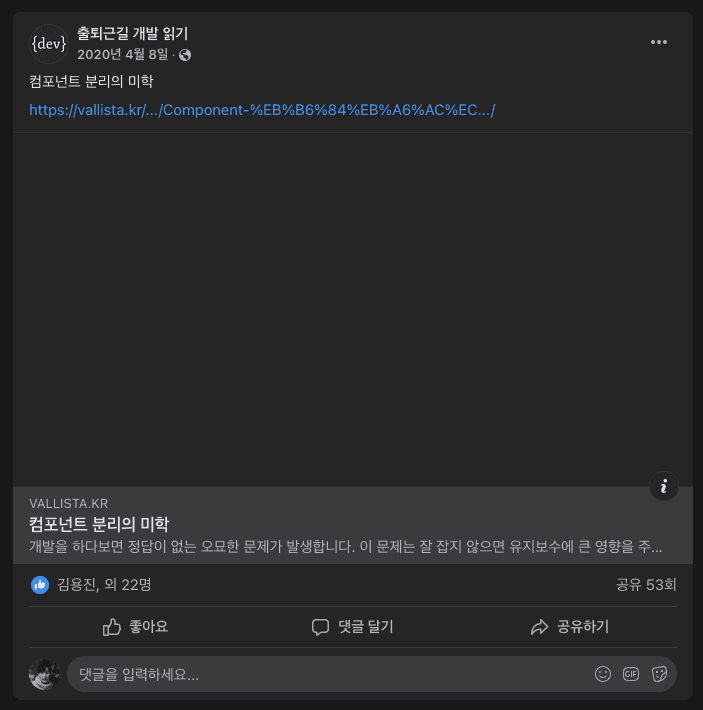 {dev}
출퇴근길 개발 읽기
2020년 4월 8일 ·
컴포넌트 분리의 미학
https://vallista.kr/.../Component-%EB%B6%84%EB%A6%AC%EC.../
i
VALLISTA.KR
컴포넌트 분리의 미학
개발을 하다보면 정답이 없는 오묘한 문제가 발생합니다. 이 문제는 잘 잡지 않으면 유지보수에 큰 영향을 주...
김용진, 외 22명 공유 53회
좋아요 댓글 달기 공유하기
댓글을 입력하세요... GIF